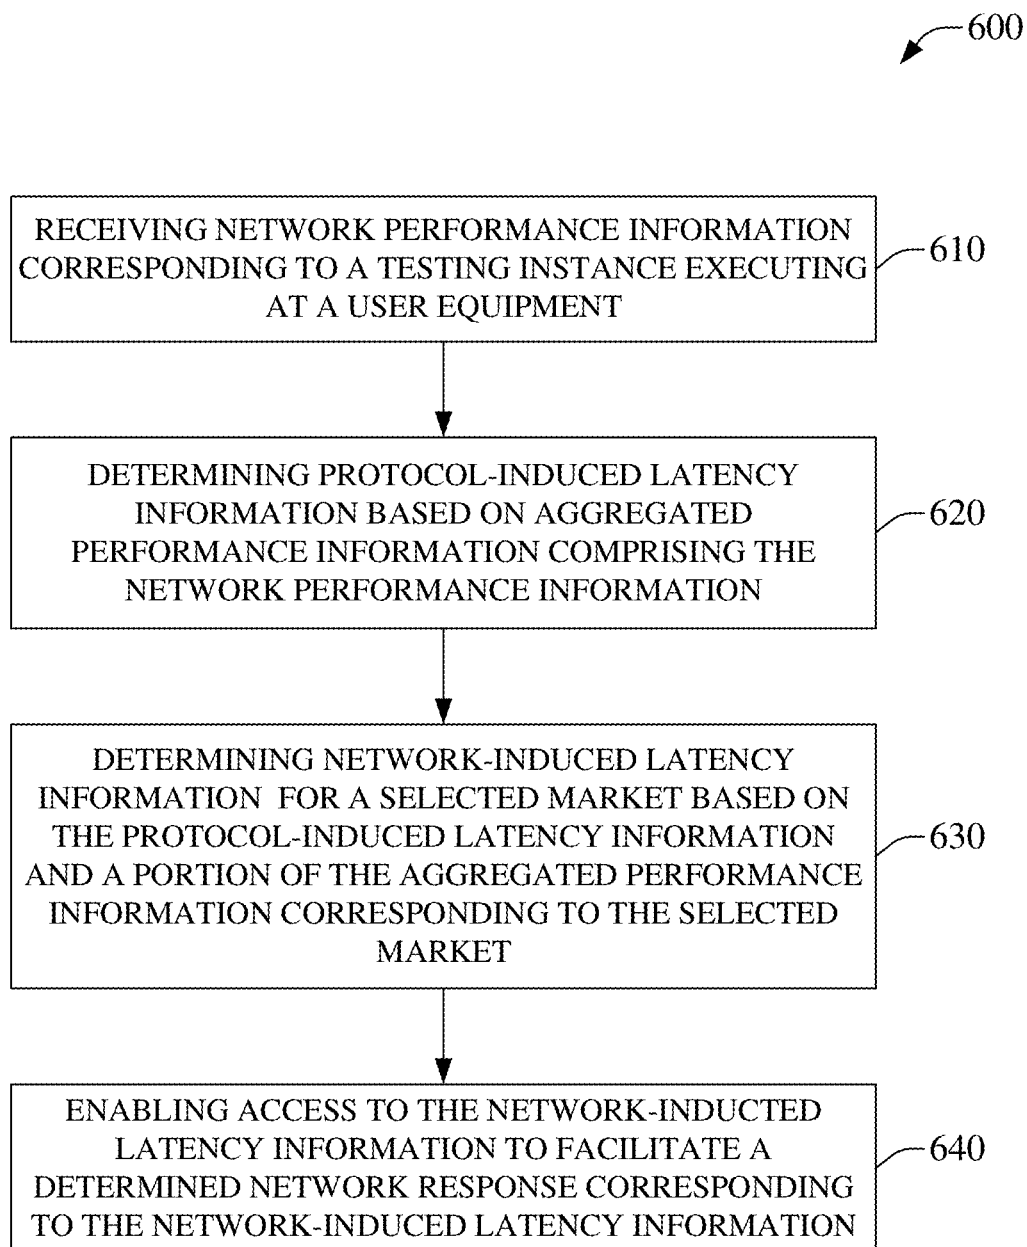 600
RECEIVING NETWORK PERFORMANCE INFORMATION
CORRESPONDING TO A TESTING INSTANCE EXECUTING
AT A USER EQUIPMENT
610
DETERMINING PROTOCOL-INDUCED LATENCY
INFORMATION BASED ON AGGREGATED
PERFORMANCE INFORMATION COMPRISING THE
NETWORK PERFORMANCE INFORMATION
620
DETERMINING NETWORK-INDUCED LATENCY
INFORMATION FOR A SELECTED MARKET BASED ON
THE PROTOCOL-INDUCED LATENCY INFORMATION
AND A PORTION OF THE AGGREGATED PERFORMANCE
INFORMATION CORRESPONDING TO THE SELECTED
MARKET
630
ENABLING ACCESS TO THE NETWORK-INDUCTED
LATENCY INFORMATION TO FACILITATE A
DETERMINED NETWORK RESPONSE CORRESPONDING
TO THE NETWORK-INDUCED LATENCY INFORMATION
640